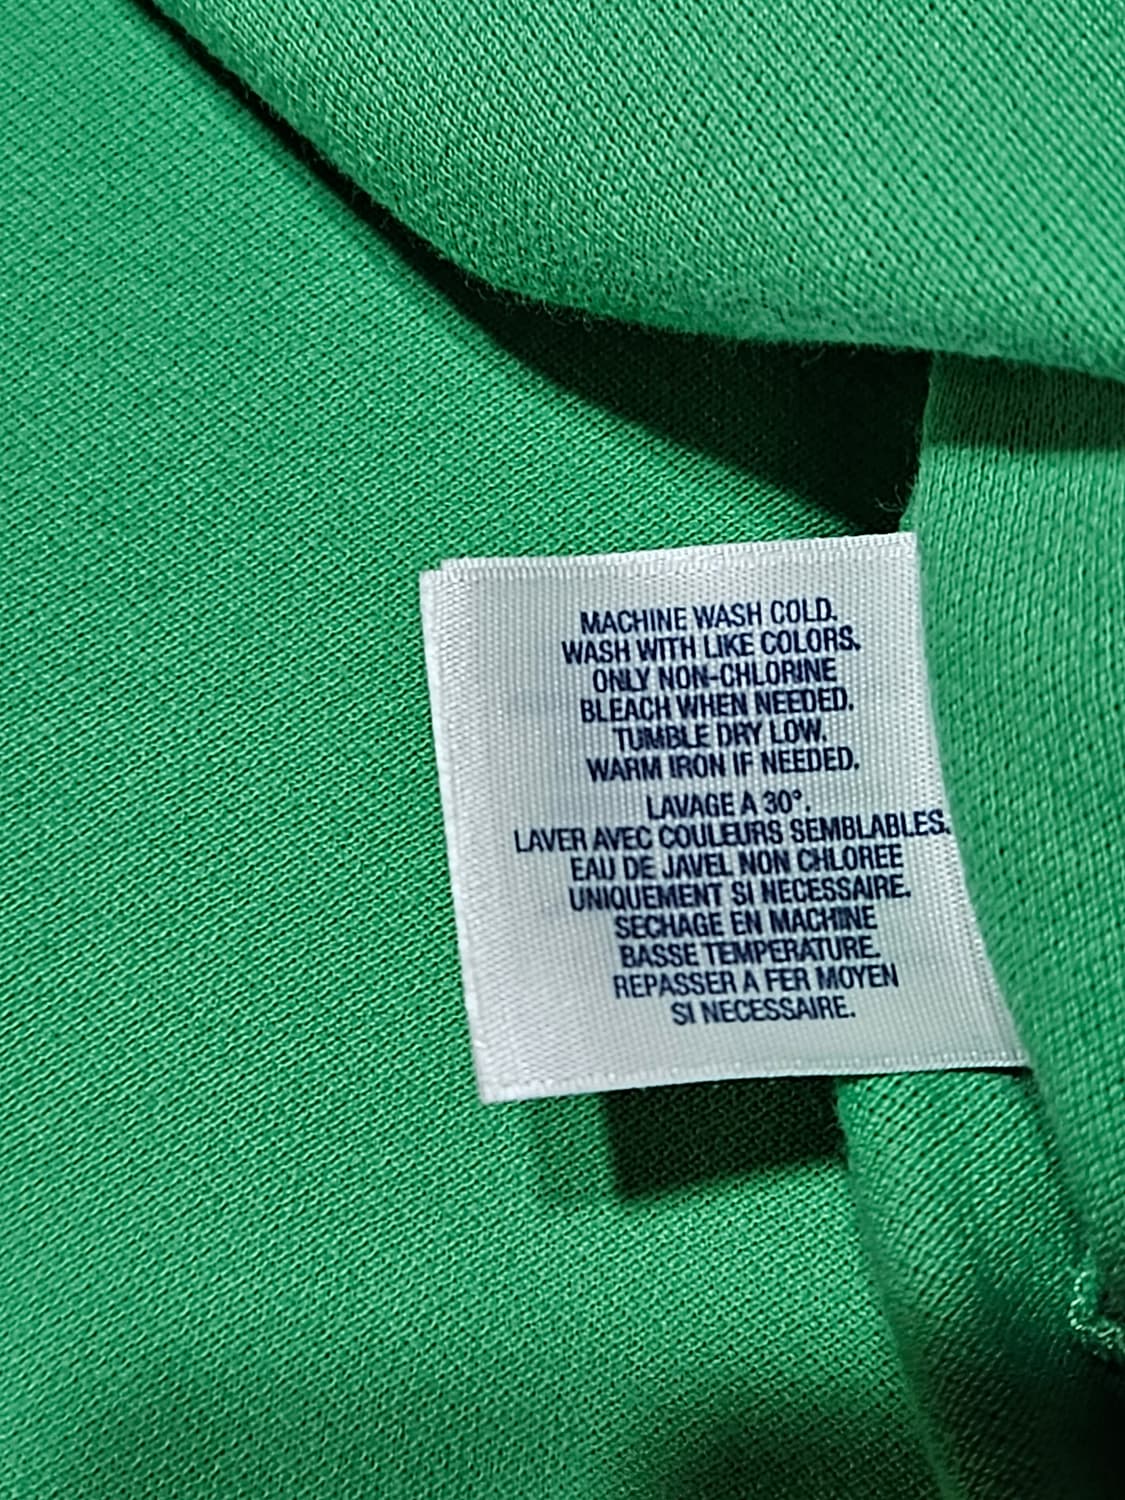 MACHINE WASH COLD.
WASH WITH LIKE COLORS.
ONLY NON-CHLORINE
BLEACH WHEN NEEDED.
TUMBLE DRY LOW.
WARM IRON IF NEEDED.
LAVAGE A 30°.
LAVER AVEC COULEURS SEMBLABLES.
EAU DE JAVEL NON CHLOREE
UNIQUEMENT SI NECESSAIRE.
SECHAGE EN MACHINE
BASSE TEMPERATURE.
REPASSER A FER MOYEN
SI NECESSAIRE.